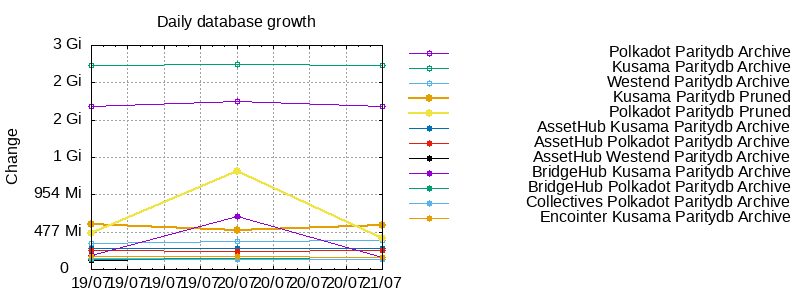 Daily database growth
3 Gi
2 Gi
2 Gi
1 Gi
954 Mi
477 Mi
0
Change
19/07 19/07 19/07 19/07 20/07 20/07 20/07 20/07 21/07
Polkadot Paritydb Archive
Kusama Paritydb Archive
Westend Paritydb Archive
Kusama Paritydb Pruned
Polkadot Paritydb Pruned
AssetHub Kusama Paritydb Archive
AssetHub Polkadot Paritydb Archive
AssetHub Westend Paritydb Archive
BridgeHub Kusama Paritydb Archive
BridgeHub Polkadot Paritydb Archive
Collectives Polkadot Paritydb Archive
Encointer Kusama Paritydb Archive